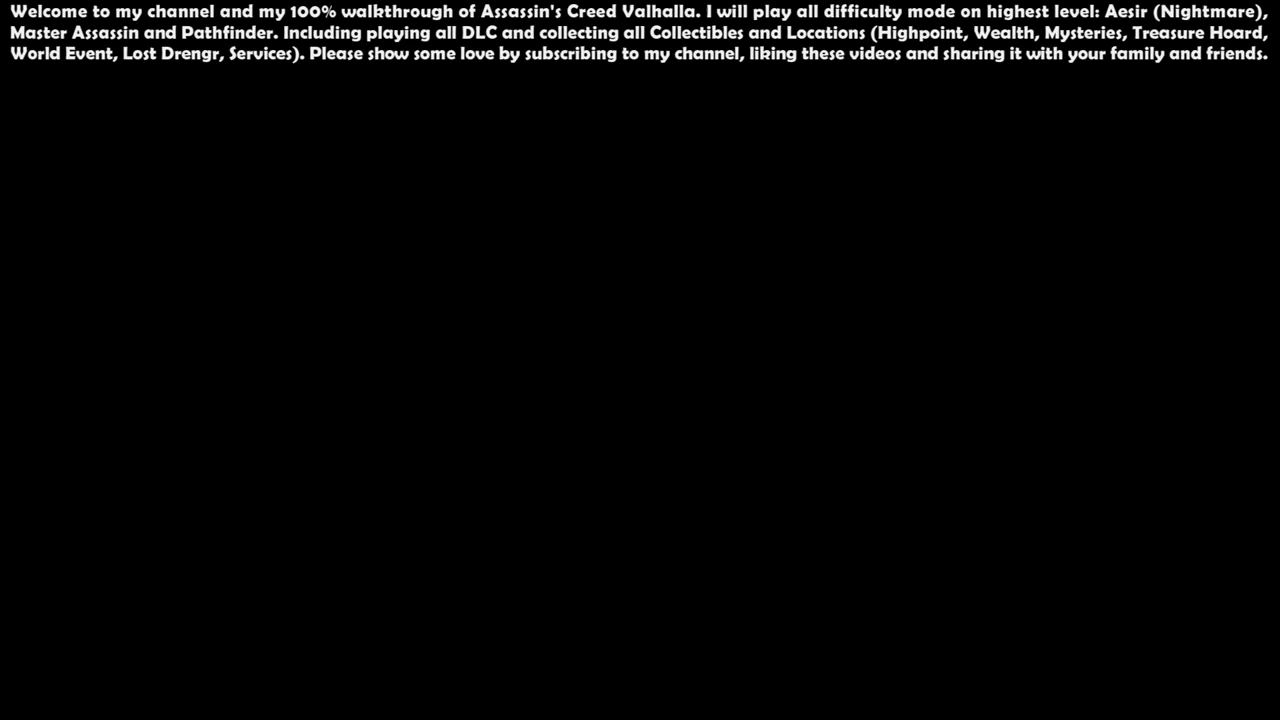 Welcome to my channel and my 100% walkthrough of Assassin's Creed Valhalla. I will play all difficulty mode on highest level: Aesir (Nightmare),
Master Assassin and Pathfinder. Including playing all DLC and collecting all Collectibles and Locations (Highpoint, Wealth, Mysteries, Treasure Hoard,
World Event, Lost Drengr, Services). Please show some love by subscribing to my channel, liking these videos and sharing it with your family and friends.